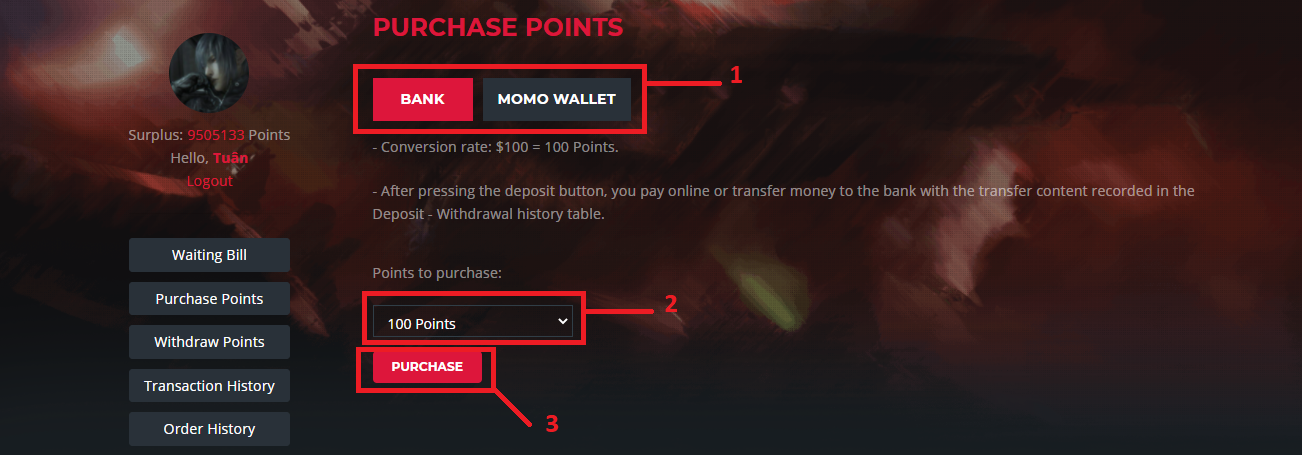 PURCHASE POINTS
1
BANK
MOMO WALLET
Surplus: 9505133 Points
Hello, Tuân
Logout
- Conversion rate: $100 = 100 Points.
- After pressing the deposit button, you pay online or transfer money to the bank with the transfer content recorded in the
Deposit - Withdrawal history table.
Waiting Bill
Purchase Points
Withdraw Points
Transaction History
Order History
Points to purchase:
2
100 Points
PURCHASE
3